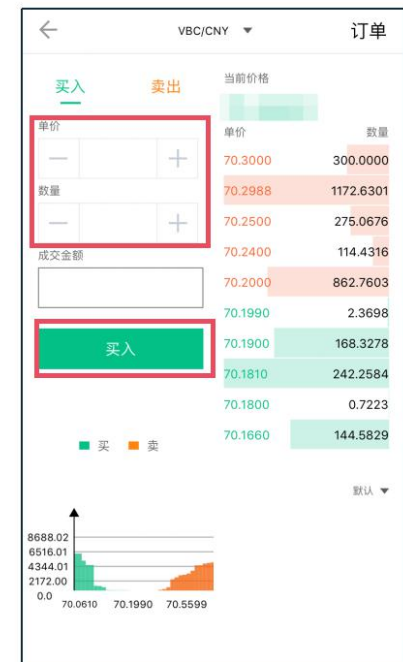 VBC/CNY
订单
买入
卖出
单价
数量
成交金额
买入
买
卖
当前价格
单价 数量
70.3000 300.0000
70.2988 1172.6301
70.2500 275.0676
70.2400 114.4316
70.2000 862.7603
70.1990 2.3698
70.1900 168.3278
70.1810 242.2584
70.1800 0.7223
70.1660 144.5829
默认
8688.02
6516.01
4344.01
2172.00
0.0
70.0610 70.1990 70.5599